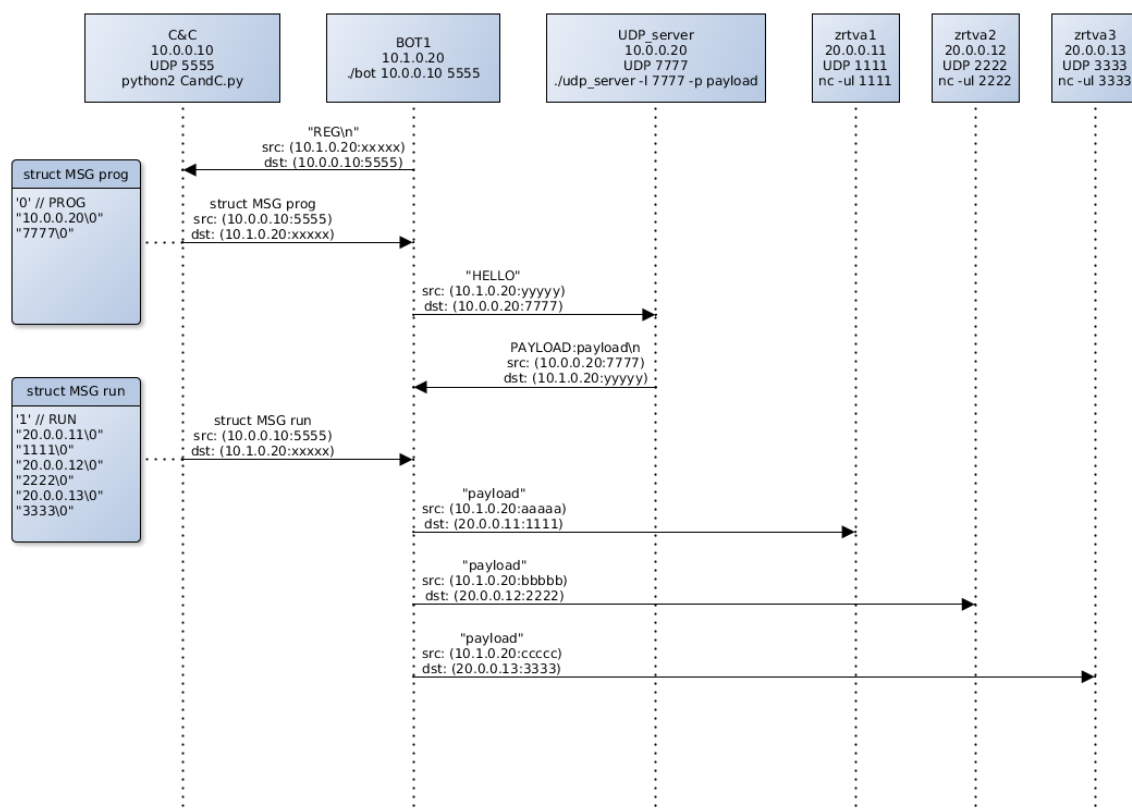 C&C
10.0.0.10
UDP 5555
python2 CandC.py
BOT1
10.1.0.20
./bot 10.0.0.10 5555
UDP_server
10.0.0.20
UDP 7777
./udp_server -l 7777 -p payload
zrtva1
20.0.0.11
UDP 1111
nc -ul 1111
zrtva2
20.0.0.12
UDP 2222
nc -ul 2222
zrtva3
20.0.0.13
UDP 3333
nc -ul 3333
"REG\n"
src: (10.1.0.20:xxxxx)
dst: (10.0.0.10:5555)
struct MSG prog
'0' // PROG
"10.0.0.20\0"
"7777\0"
struct MSG prog
src: (10.0.0.10:5555)
dst: (10.1.0.20:xxxxx)
"HELLO"
src: (10.1.0.20:yyyyy)
dst: (10.0.0.20:7777)
PAYLOAD:payload\n
src: (10.0.0.20:7777)
dst: (10.1.0.20:yyyyy)
struct MSG run
'1' // RUN
"20.0.0.11\0"
"1111\0"
"20.0.0.12\0"
"2222\0"
"20.0.0.13\0"
"3333\0"
struct MSG run
src: (10.0.0.10:5555)
dst: (10.1.0.20:xxxxx)
"payload"
src: (10.1.0.20:aaaaa)
dst: (20.0.0.11:1111)
"payload"
src: (10.1.0.20:bbbbb)
dst: (20.0.0.12:2222)
"payload"
src: (10.1.0.20:ccccc)
dst: (20.0.0.13:3333)